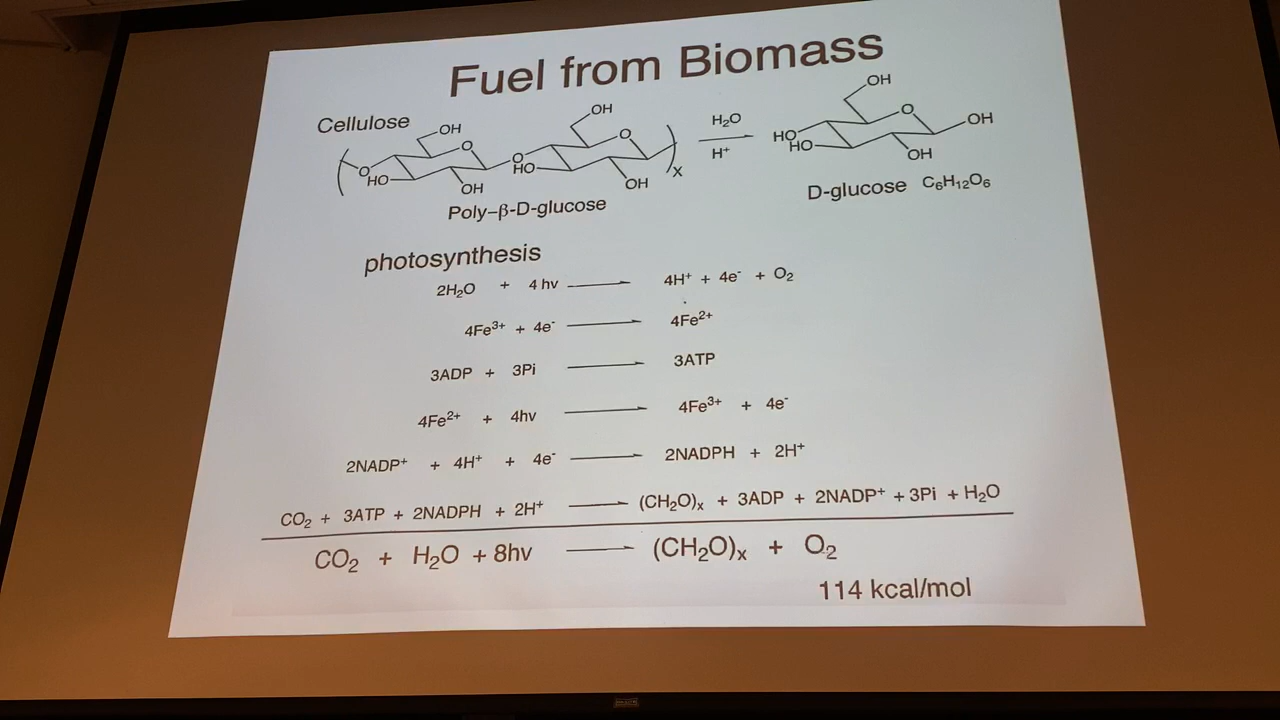 Fuel from Biomass
Cellulose
OH
OH
O
O
HO
OH
O
HO
O
OH
x
H₂O
H⁺
OH
O
OH
HO
HO
OH
Poly–β-D-glucose
D-glucose C₆H₁₂O₆
photosynthesis
2H₂O + 4 hv → 4H⁺ + 4e⁻ + O₂
4Fe³⁺ + 4e⁻ → 4Fe²⁺
3ADP + 3Pi → 3ATP
4Fe²⁺ + 4hv → 4Fe³⁺ + 4e⁻
2NADP⁺ + 4H⁺ + 4e⁻ → 2NADPH + 2H⁺
CO₂ + 3ATP + 2NADPH + 2H⁺ → (CH₂O)ₓ + 3ADP + 2NADP⁺ + 3Pi + H₂O
CO₂ + H₂O + 8hv → (CH₂O)ₓ + O₂
114 kcal/mol